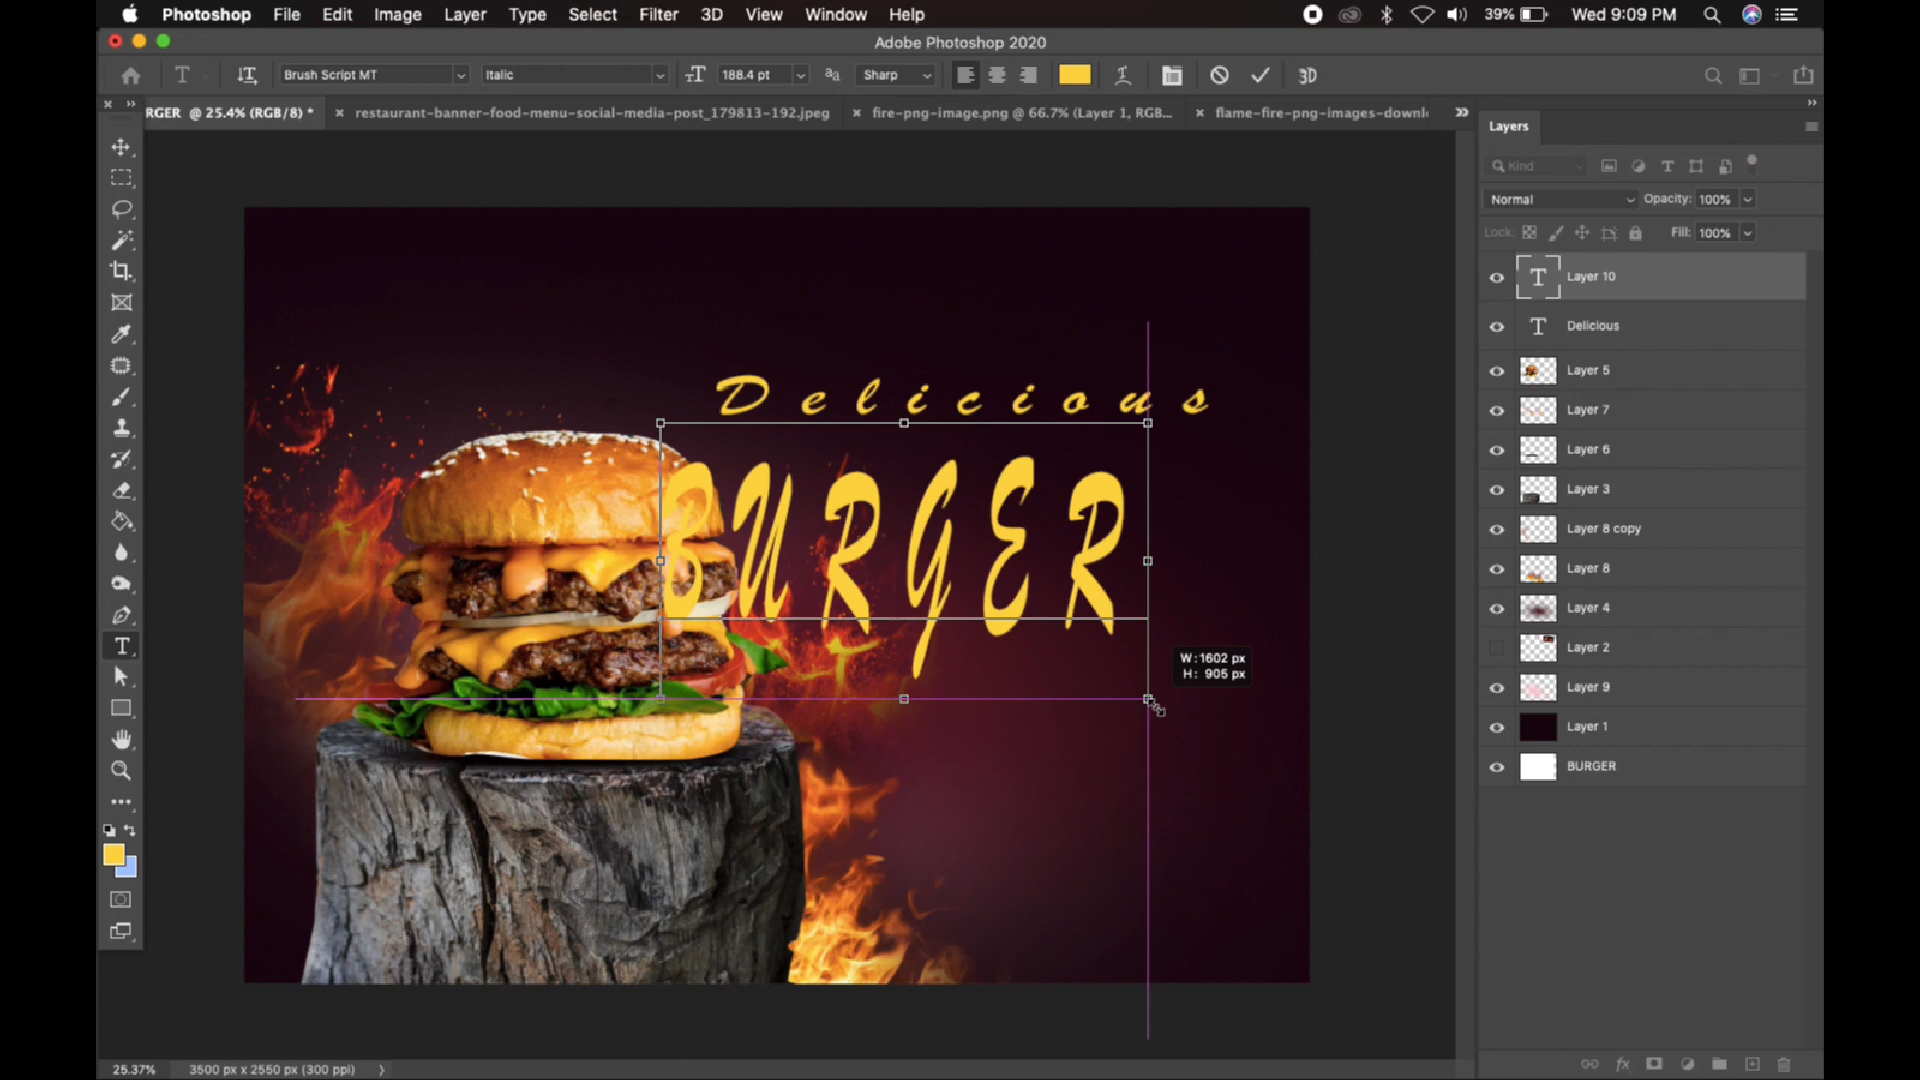 Photoshop File Edit Image Layer Type Select Filter 3D View Window Help 39% Wed 9:09 PM
Adobe Photoshop 2020
Brush Script MT Italic 188.4 pt Sharp 3D
RGER @ 25.4% (RGB/8) * restaurant-banner-food-menu-social-media-post_179813-192.jpeg fire-png-image.png @ 66.7% (Layer 1, RGB... flame-fire-png-images-downl
Layers
Kind
Normal Opacity: 100%
Lock: Fill: 100%
Layer 10
Delicious
Layer 5
Layer 7
Layer 6
Layer 3
Layer 8 copy
Layer 8
Layer 4
Layer 2
Layer 9
Layer 1
BURGER
Delicious
BURGER
W: 1602 px
H: 905 px
25.37% 3500 px x 2550 px (300 ppi)